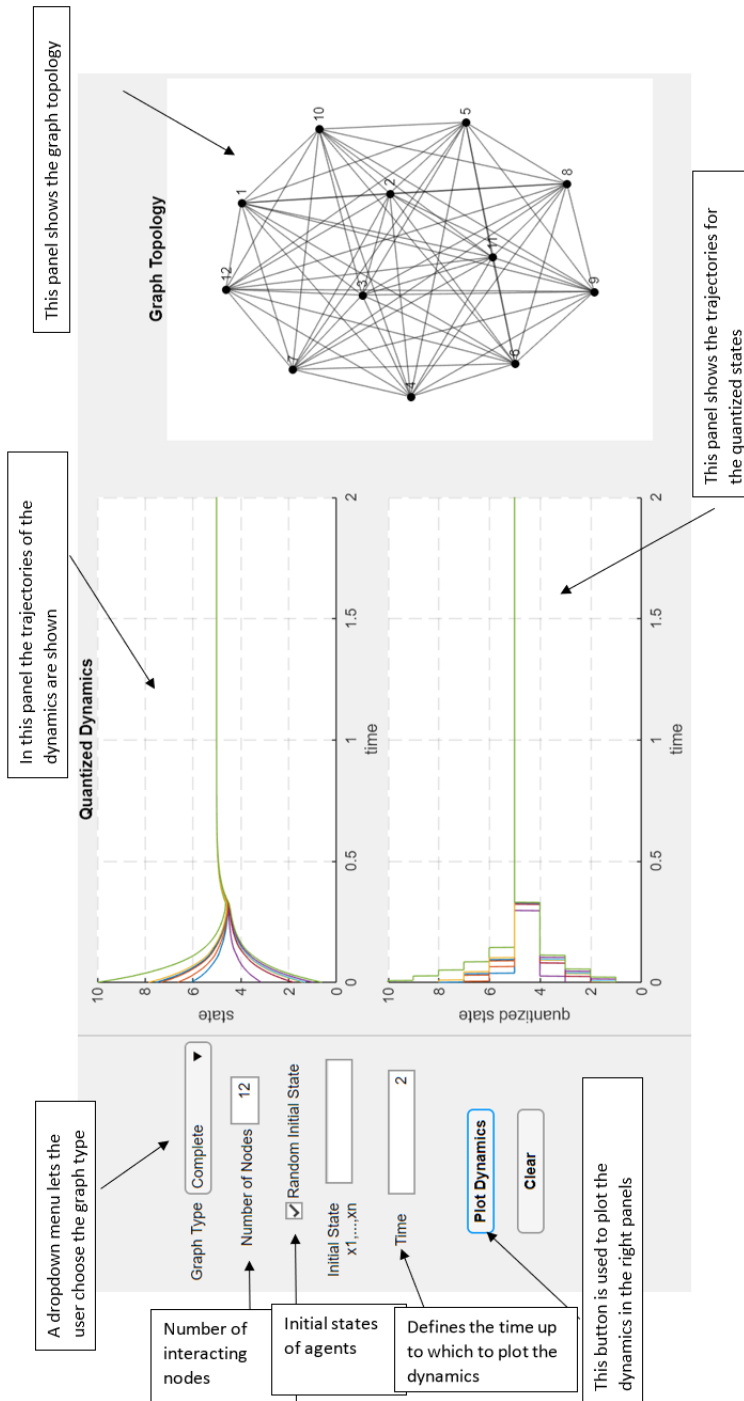 A dropdown menu lets the
user choose the graph type
In this panel the trajectories of the
dynamics are shown
This panel shows the graph topology
Graph Type
Complete
Number of Nodes
12
Random Initial State
Initial State
x1,...,xn
Time
2
Plot Dynamics
Clear
Number of
interacting
nodes
Initial states
of agents
Defines the time up
to which to plot the
dynamics
This button is used to plot the
dynamics in the right panels
Quantized Dynamics
10
8
6
4
2
0
state
0
0.5
1
1.5
2
time
10
8
6
4
2
0
quantized state
0
0.5
1
1.5
2
time
Graph Topology
12
1
10
7
3
2
5
4
11
6
8
9
This panel shows the trajectories for
the quantized states